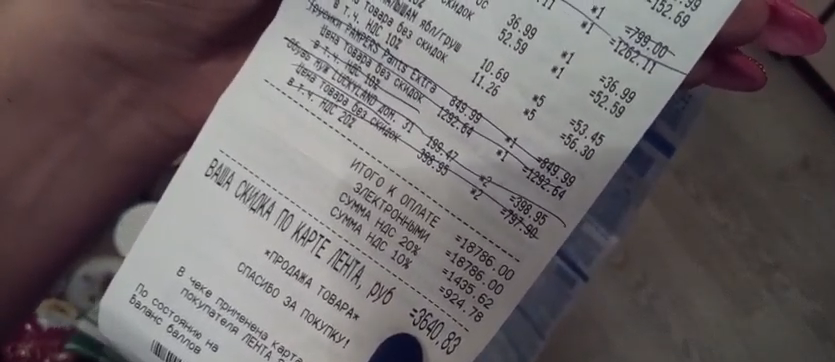 152.69
*1
=799.00
*1 =1262.11
скидок 36.99 *1 =36.99
52.59 *1 =52.59
ябл/груш
товара без скидок 10.69 *5 =53.45
в т.ч. НДС 10% 11.26 *5 =56.30
Трусики PAMPERS Pants Extra
Цена товара без скидок 849.99 *1 =849.99
в т.ч. НДС 10% 1292.64 *1 =1292.64
Обувь муж LUCKYLAND дом. 31
Цена товара без скидок 199.47 *2 =398.95
в т.ч. НДС 20% 398.95 *2 =797.90
ИТОГО К ОПЛАТЕ =18786.00
ЭЛЕКТРОННЫМИ =18786.00
СУММА НДС 20% =1435.62
СУММА НДС 10% =924.78
ВАША СКИДКА ПО КАРТЕ ЛЕНТА, руб =3640.83
*ПРОДАЖА ТОВАРА*
СПАСИБО ЗА ПОКУПКУ!
В чеке применена карта
покупателя ЛЕНТА
По состоянию на
Баланс баллов